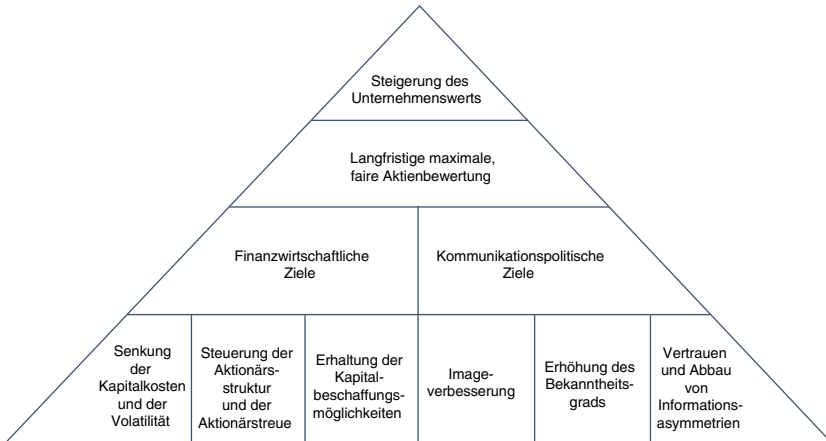 Steigerung des
Unternehmenswerts
Langfristige maximale,
faire Aktienbewertung
Finanzwirtschaftliche
Ziele
Kommunikationspolitische
Ziele
Senkung
der
Kapitalkosten
und der
Volatilität
Steuerung der
Aktionärs-
struktur
und der
Aktionärstreue
Erhaltung der
Kapital-
beschaffungs-
möglichkeiten
Image-
verbesserung
Erhöhung des
Bekanntheits-
grads
Vertrauen
und Abbau
von
Informations-
asymmetrien